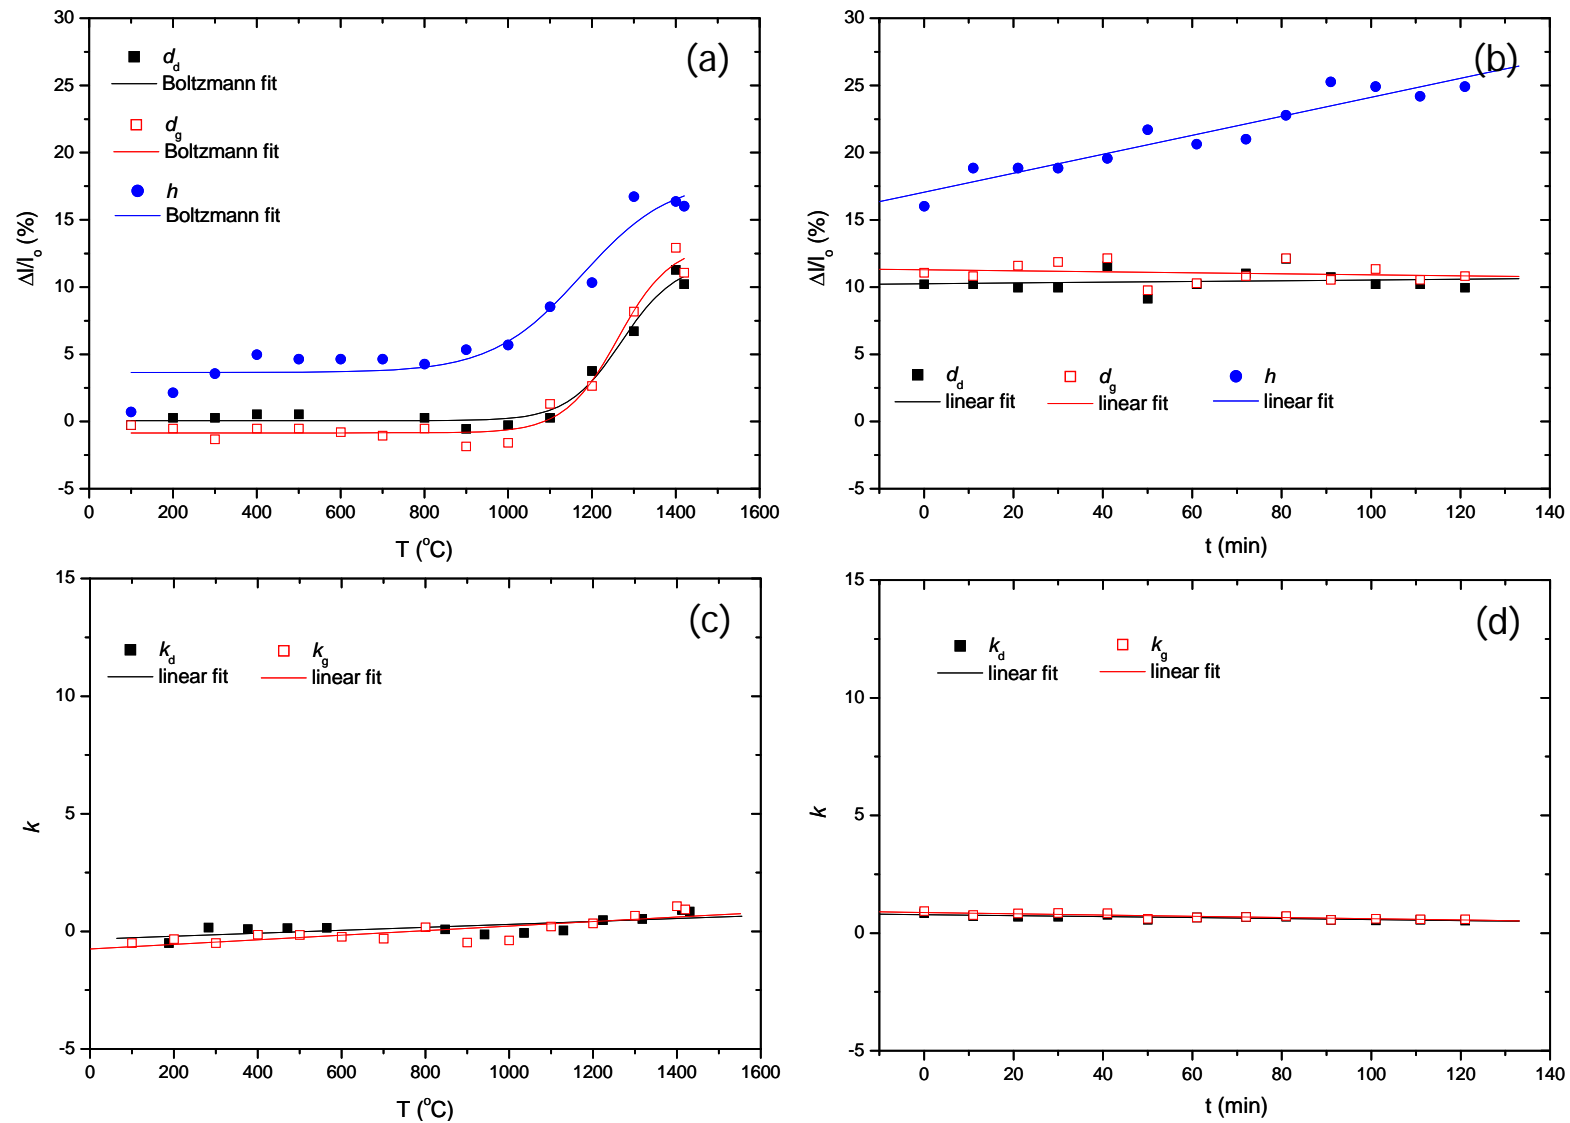 (a)
30
25
20
15
10
5
0
-5
ΔI/I₀ (%)
d_d
Boltzmann fit
d_g
Boltzmann fit
h
Boltzmann fit
0 200 400 600 800 1000 1200 1400 1600
T (°C)
(b)
30
25
20
15
10
5
0
-5
ΔI/I₀ (%)
d_d d_g h
linear fit linear fit linear fit
0 20 40 60 80 100 120 140
t (min)
(c)
15
10
5
0
-5
k
k_d k_g
linear fit linear fit
0 200 400 600 800 1000 1200 1400 1600
T (°C)
(d)
15
10
5
0
-5
k
k_d k_g
linear fit linear fit
0 20 40 60 80 100 120 140
t (min)